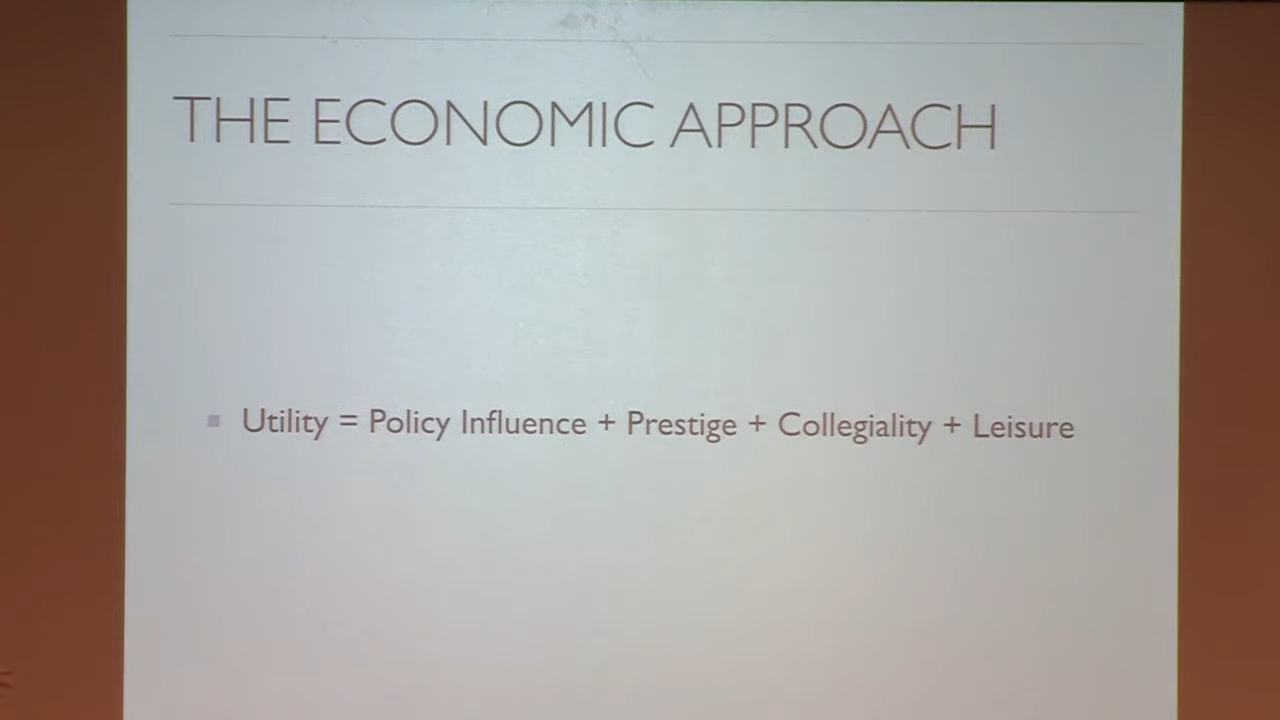 THE ECONOMIC APPROACH
Utility = Policy Influence + Prestige + Collegiality + Leisure